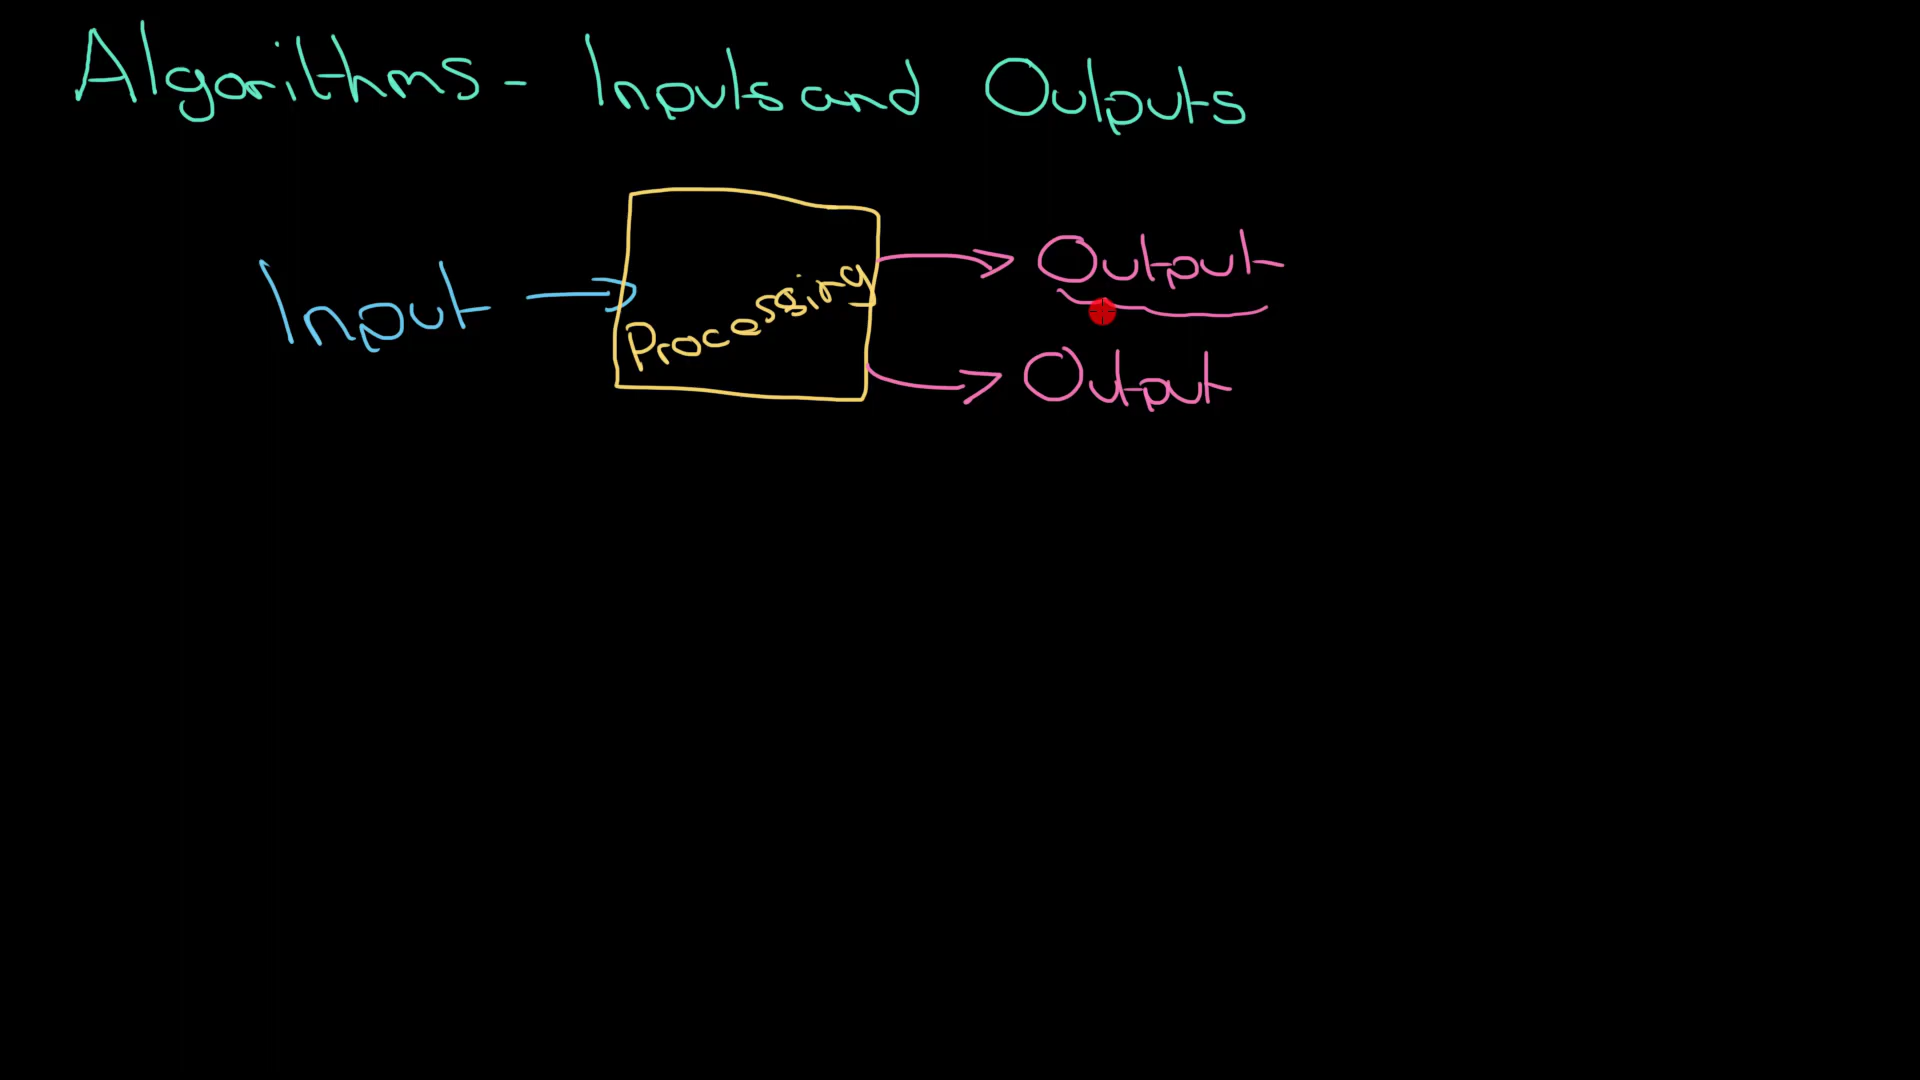 Algorithms - Inputs and Outputs
Input
Processing
Output
Output